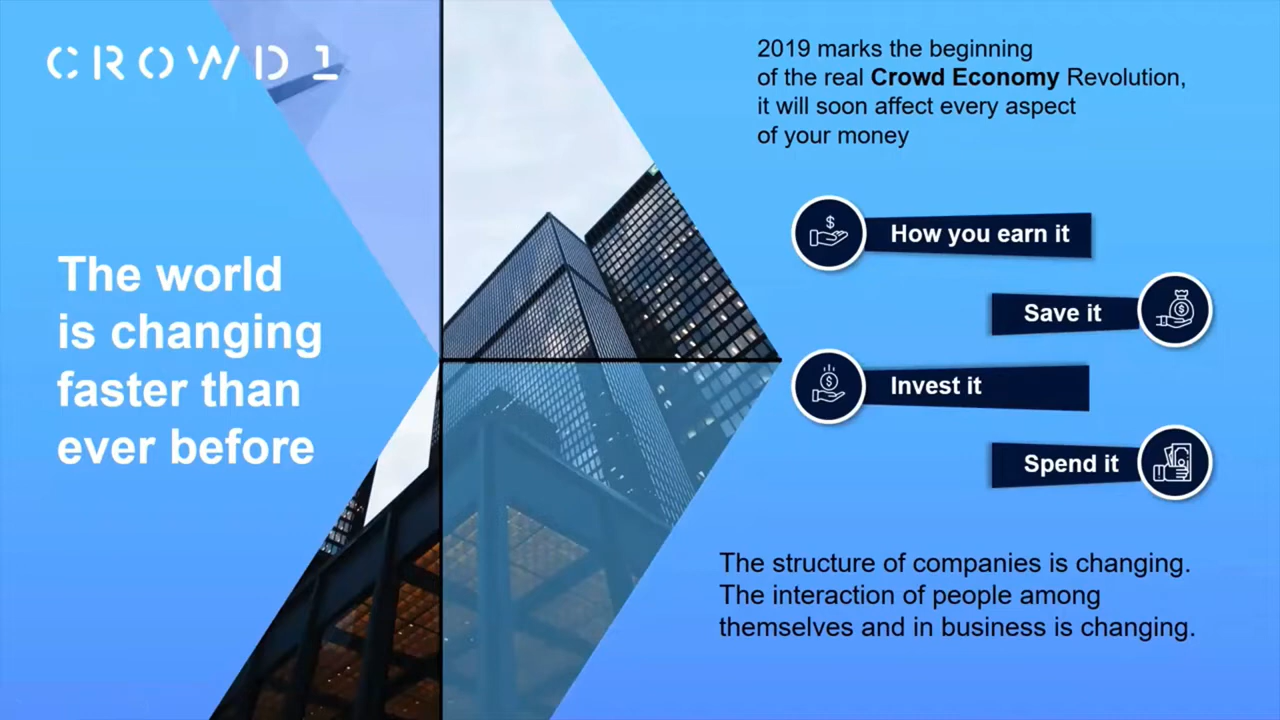 CROWD1
The world
is changing
faster than
ever before
2019 marks the beginning
of the real Crowd Economy Revolution,
it will soon affect every aspect
of your money
How you earn it
Save it
Invest it
Spend it
The structure of companies is changing.
The interaction of people among
themselves and in business is changing.